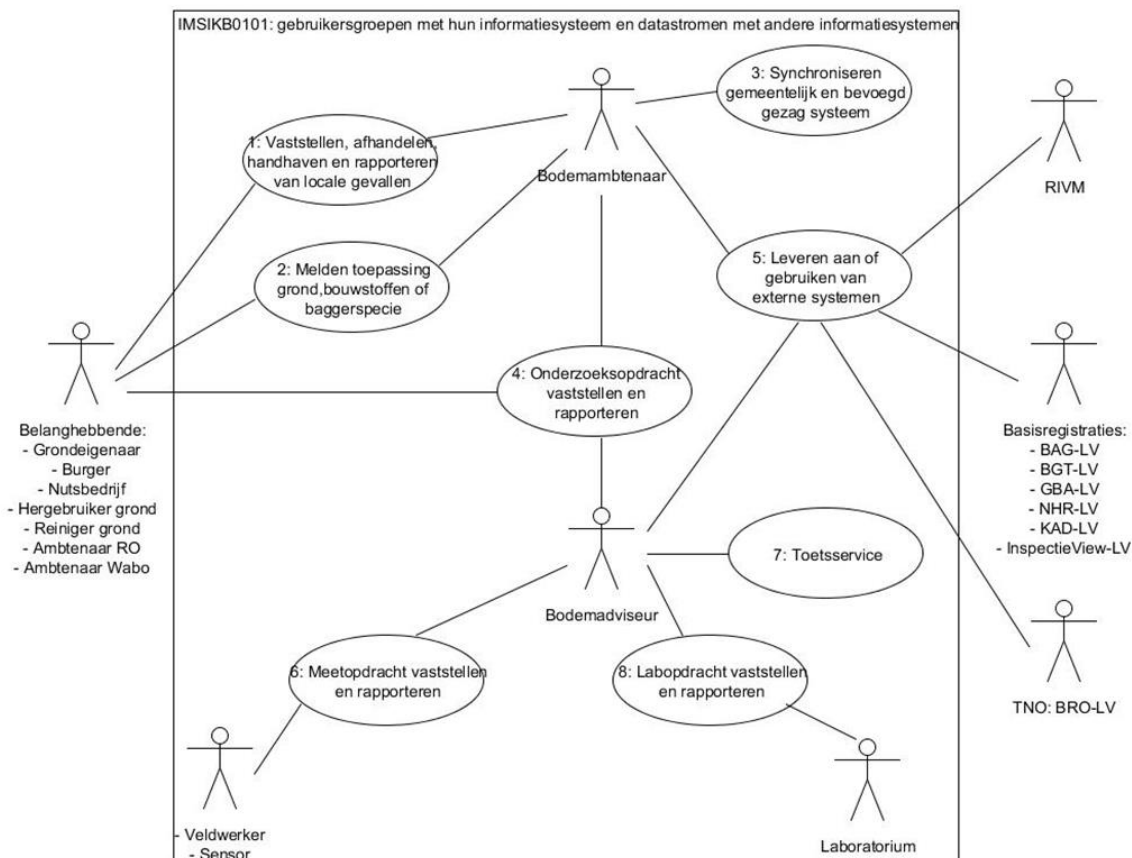 IMSIKB0101: gebruikersgroepen met hun informatiesysteem en datastromen met andere informatiesystemen
3: Synchroniseren
gemeentelijk en bevoegd
gezag systeem
1: Vaststellen, afhandelen,
handhaven en rapporteren
van locale gevallen
Bodemambtenaar
RIVM
2: Melden toepassing
grond,bouwstoffen of
baggerspecie
5: Leveren aan of
gebruiken van
externe systemen
4: Onderzoeksopdracht
vaststellen en
rapporteren
Belanghebbende:
- Grondeigenaar
- Burger
- Nutsbedrijf
- Hergebruiker grond
- Reiniger grond
- Ambtenaar RO
- Ambtenaar Wabo
Basisregistraties:
- BAG-LV
- BGT-LV
- GBA-LV
- NHR-LV
- KAD-LV
- InspectieView-LV
7: Toetsservice
Bodemadviseur
6: Meetopdracht vaststellen
en rapporteren
8: Labopdracht vaststellen
en rapporteren
TNO: BRO-LV
- Veldwerker
- Sensor
Laboratorium